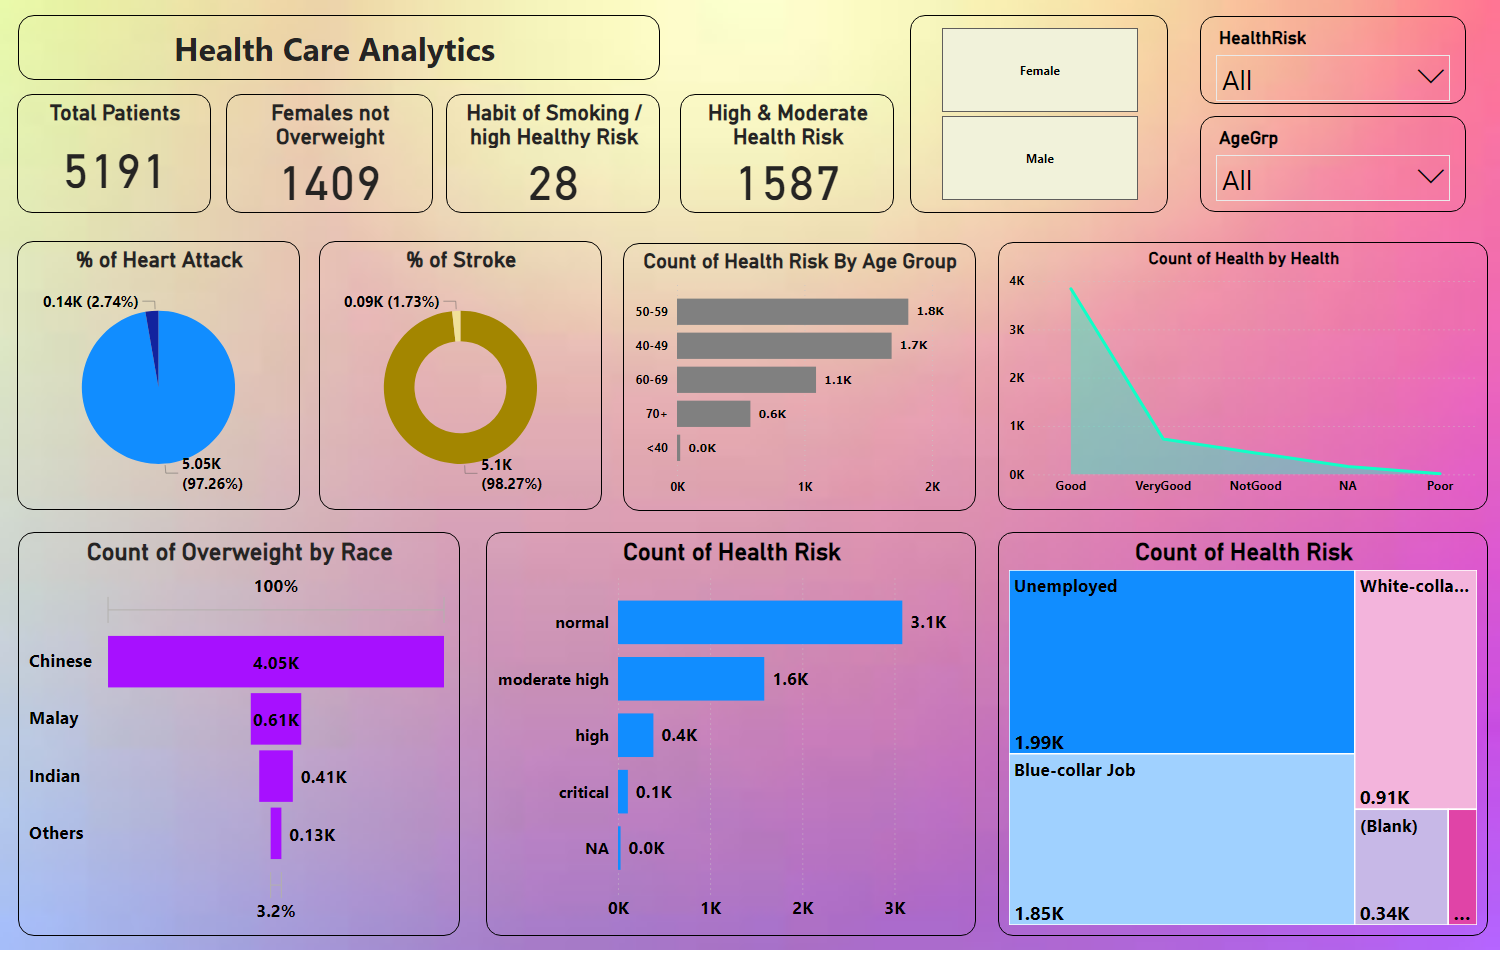 Health Care Analytics
Female
Male
HealthRisk
All
AgeGrp
All
Total Patients
5191
Females not
Overweight
1409
Habit of Smoking /
high Healthy Risk
28
High & Moderate
Health Risk
1587
% of Heart Attack
0.14K (2.74%)
5.05K
(97.26%)
% of Stroke
0.09K (1.73%)
5.1K
(98.27%)
Count of Health Risk By Age Group
50-59 1.8K
40-49 1.7K
60-69 1.1K
70+ 0.6K
<40 0.0K
0K 1K 2K
Count of Health by Health
4K
3K
2K
1K
0K
Good VeryGood NotGood NA Poor
Count of Overweight by Race
100%
Chinese 4.05K
Malay 0.61K
Indian 0.41K
Others 0.13K
3.2%
Count of Health Risk
normal 3.1K
moderate high 1.6K
high 0.4K
critical 0.1K
NA 0.0K
0K 1K 2K 3K
Count of Health Risk
Unemployed
1.99K
Blue-collar Job
1.85K
White-colla...
0.91K
(Blank)
0.34K
...